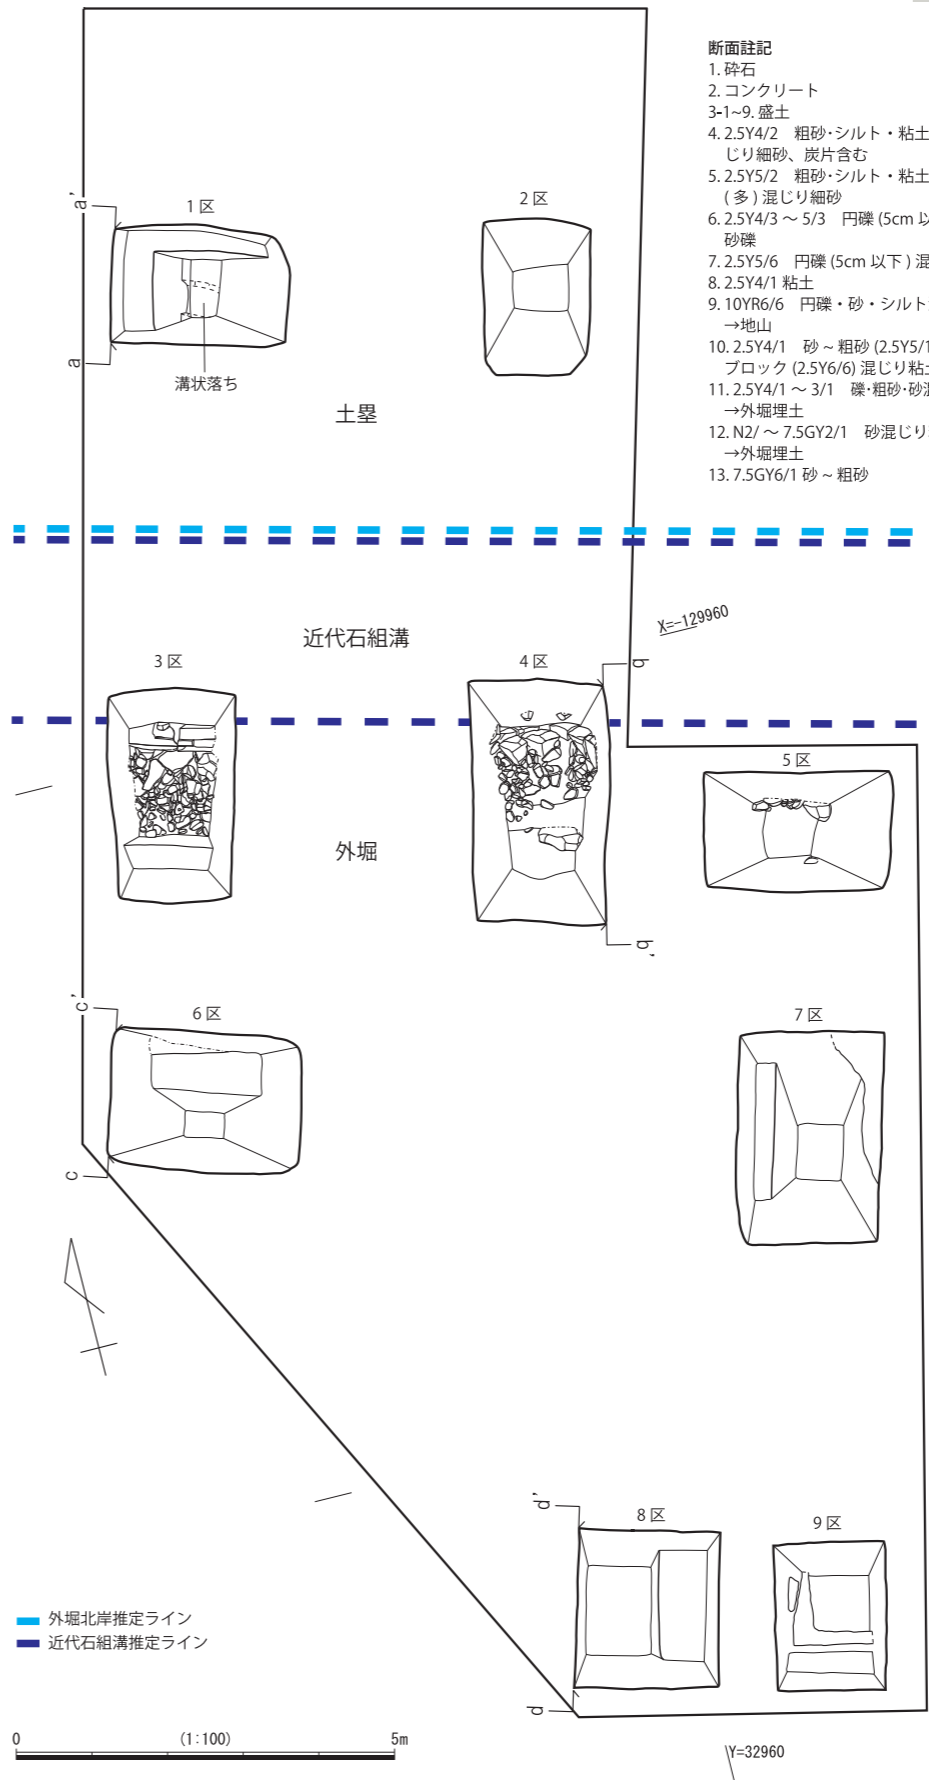 断面註記
1. 砕石
2. コンクリート
3-1~9. 盛土
4. 2.5Y4/2　粗砂･シルト・粘土
じり細砂、炭片含む
5. 2.5Y5/2　粗砂･シルト・粘土
( 多 ) 混じり細砂
6. 2.5Y4/3 ～ 5/3　円礫 (5cm 以
砂礫
7. 2.5Y5/6　円礫 (5cm 以下 ) 混
8. 2.5Y4/1 粘土
9. 10YR6/6　円礫・砂・シルト
→地山
10. 2.5Y4/1　砂 ~ 粗砂 (2.5Y5/1
ブロック (2.5Y6/6) 混じり粘土
11. 2.5Y4/1 ～ 3/1　礫･粗砂･砂混
→外堀埋土
12. N2/ ～ 7.5GY2/1　砂混じり
→外堀埋土
13. 7.5GY6/1 砂 ~ 粗砂
a’
1 区
2 区
a
溝状落ち
土塁
近代石組溝
X=-129960
3 区
4 区
b
5 区
外堀
b’
c’
6 区
7 区
c
d’
8 区
9 区
d
外堀北岸推定ライン
近代石組溝推定ライン
0
(1:100)
5m
Y=32960